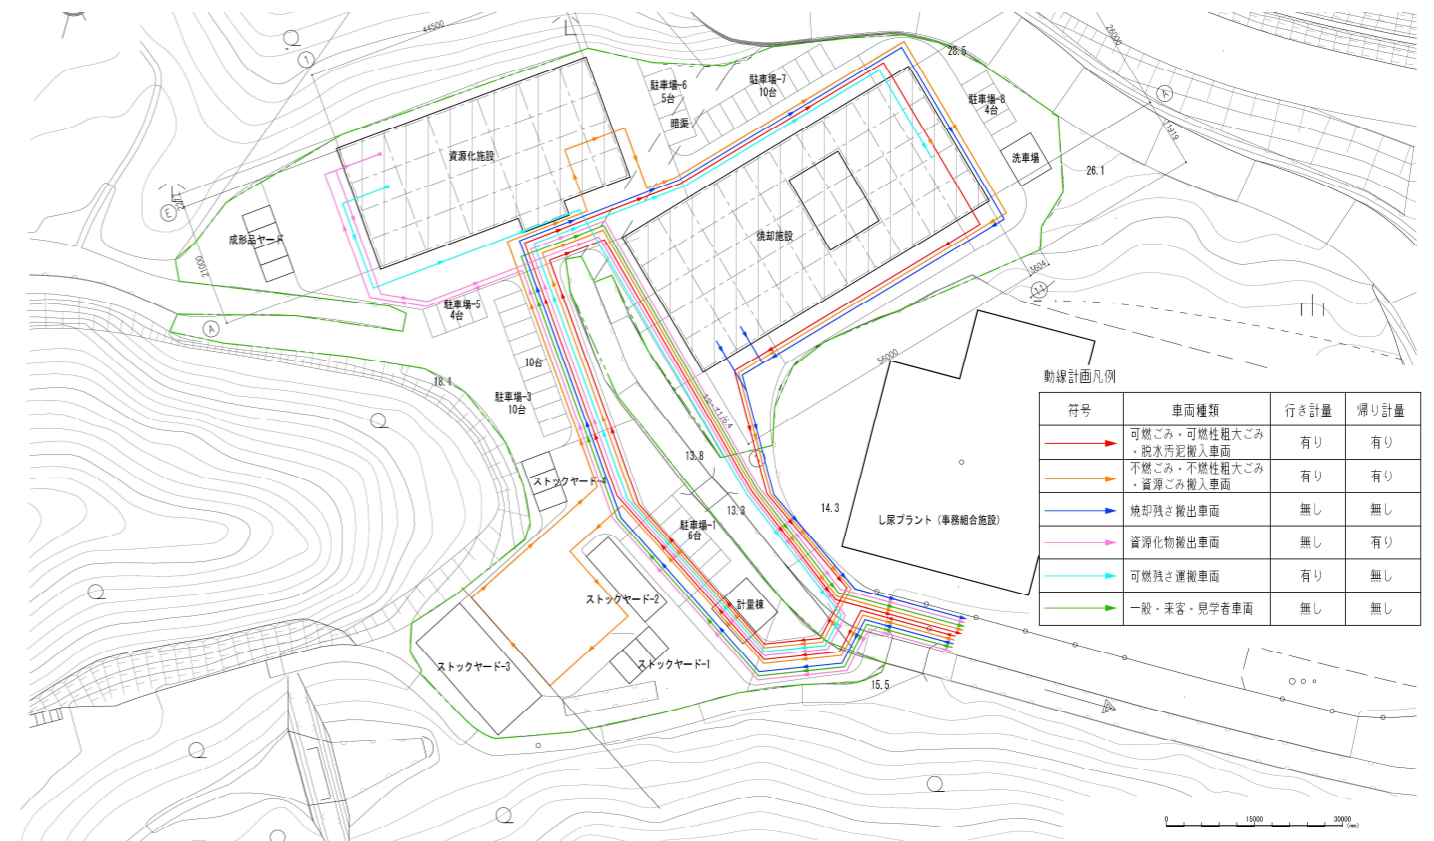 44500
26000
28.5
駐車場-6
5台
駐車場-7
10台
駐車場-8
4台
暗渠
資源化施設
洗車場
26.1
成形品ヤード
焼却施設
21000
3604
駐車場-5
4台
10台
18.1
駐車場-3
10台
56000
13.8
ストックヤード-4
13.3
14.3
駐車場-1
6台
し尿プラント（事務組合施設）
ストックヤード-2
計量棟
ストックヤード-3
ストックヤード-1
15.5
動線計画凡例
符号 車両種類 行き計量 帰り計量
可燃ごみ・可燃性粗大ごみ
・脱水汚泥搬入車両 有り 有り
不燃ごみ・不燃性粗大ごみ
・資源ごみ搬入車両 有り 有り
焼却残さ搬出車両 無し 無し
資源化物搬出車両 無し 有り
可燃残さ運搬車両 有り 無し
一般・来客・見学者車両 無し 無し
0 15000 30000 (mm)